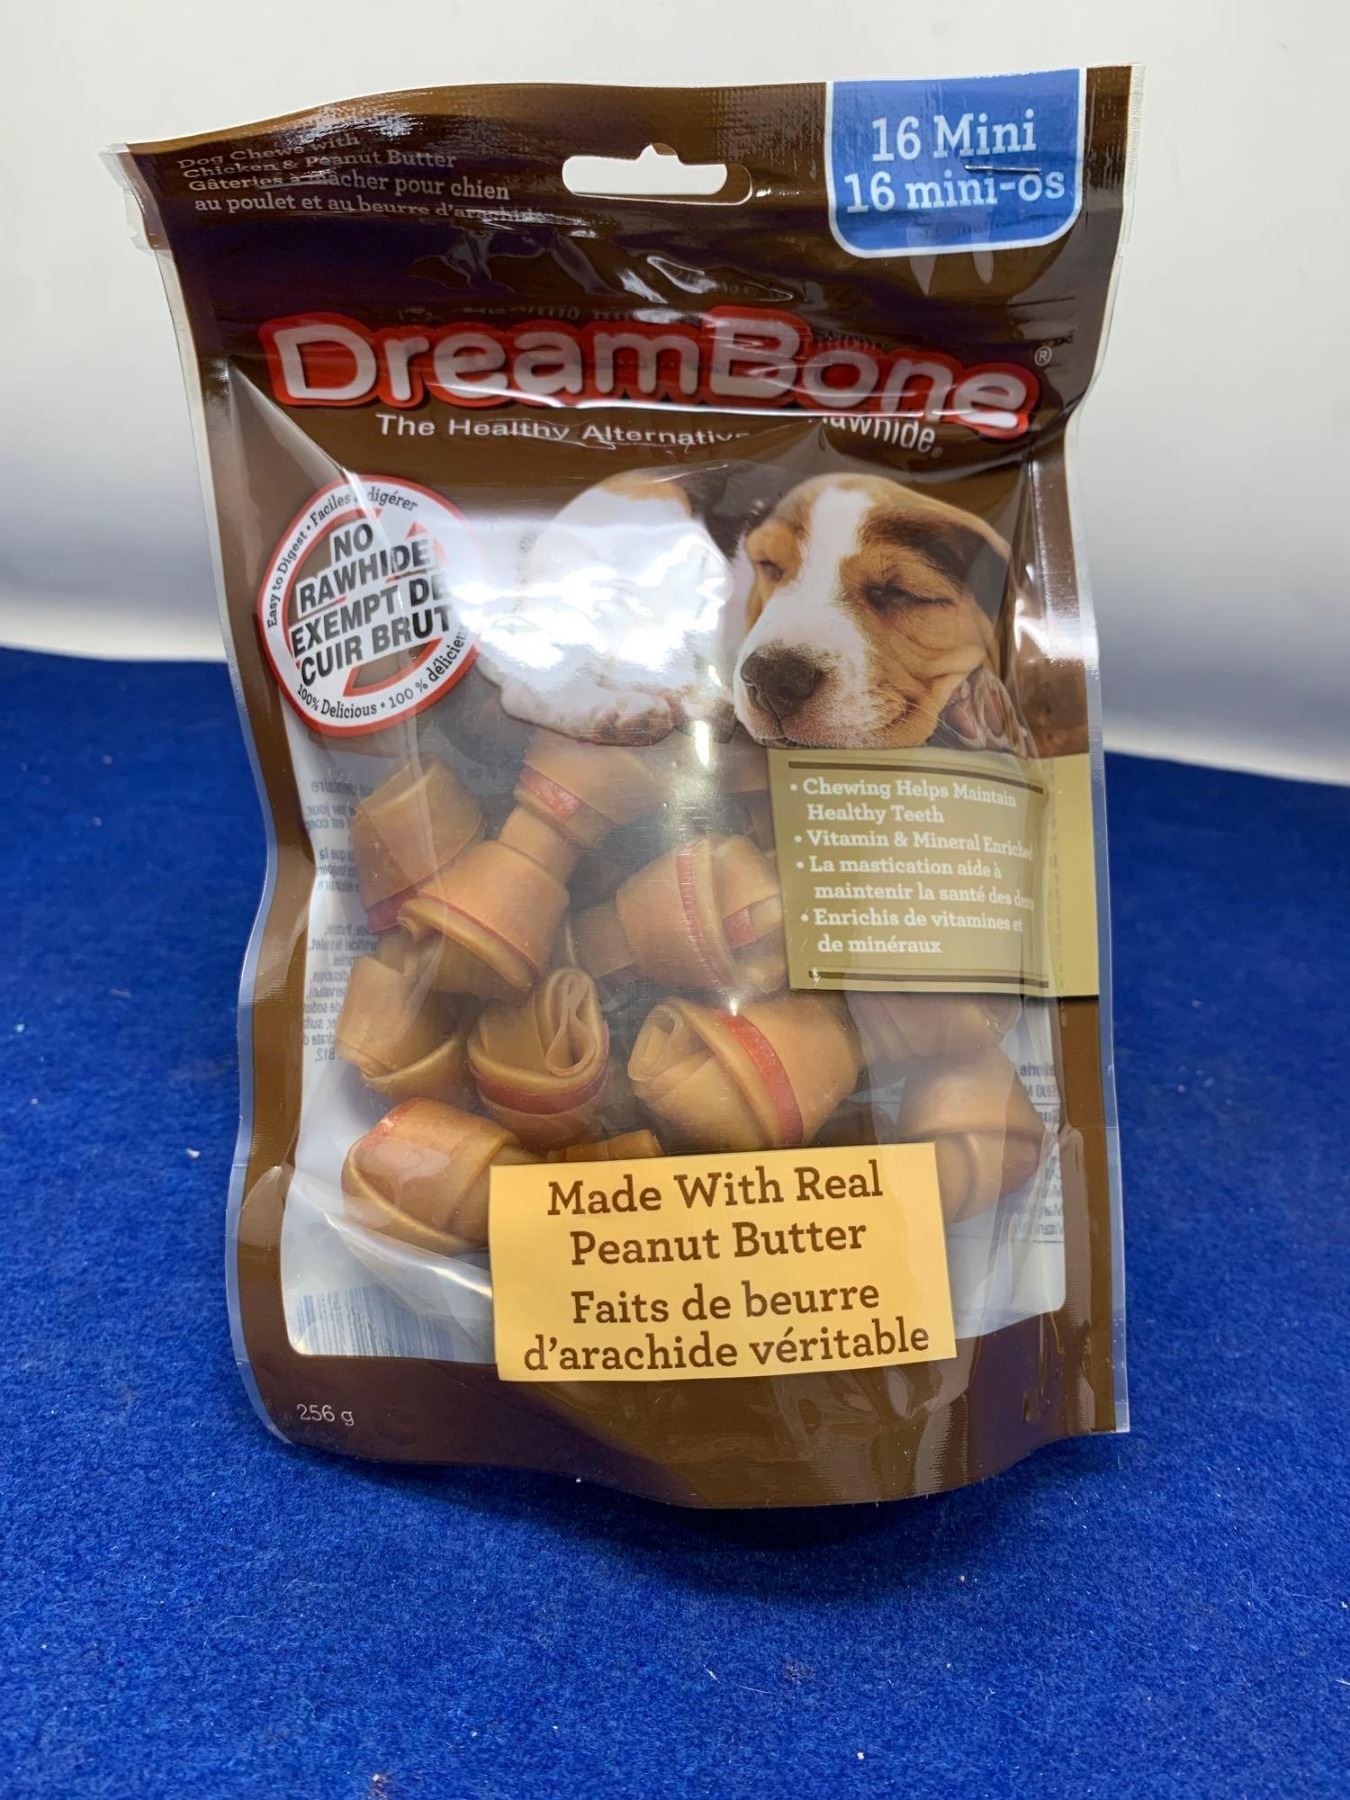 Dog Chews with
Chicken & Peanut Butter
Gâteries à mâcher pour chien
au poulet et au beurre d'arachide
16 Mini
16 mini-os
DreamBone®
The Healthy Alternative rawhide®
Easy to Digest • Faciles à digérer
NO
RAWHIDE
EXEMPT DE
CUIR BRUT
100% Delicious • 100 % délicieux
• Chewing Helps Maintain
Healthy Teeth
• Vitamin & Mineral Enriched
• La mastication aide à
maintenir la santé des dents
• Enrichis de vitamines et
de minéraux
Made With Real
Peanut Butter
Faits de beurre
d'arachide véritable
256 g